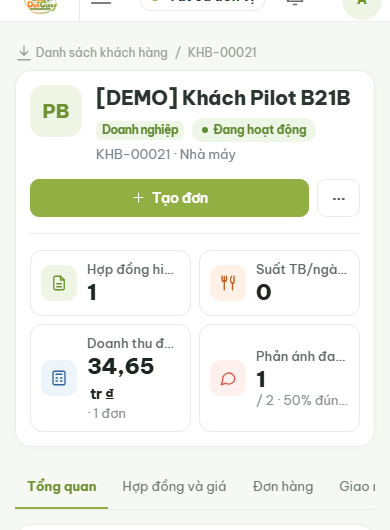 Danh sách khách hàng / KHB-00021
PB
[DEMO] Khách Pilot B21B
Doanh nghiệp
Đang hoạt động
KHB-00021 · Nhà máy
+ Tạo đơn
...
Hợp đồng hi...
1
Suất TB/ngà...
0
Doanh thu đ...
34,65
tr đ
· 1 đơn
Phản ánh đa...
1
/ 2 · 50% đún...
Tổng quan
Hợp đồng và giá
Đơn hàng
Giao